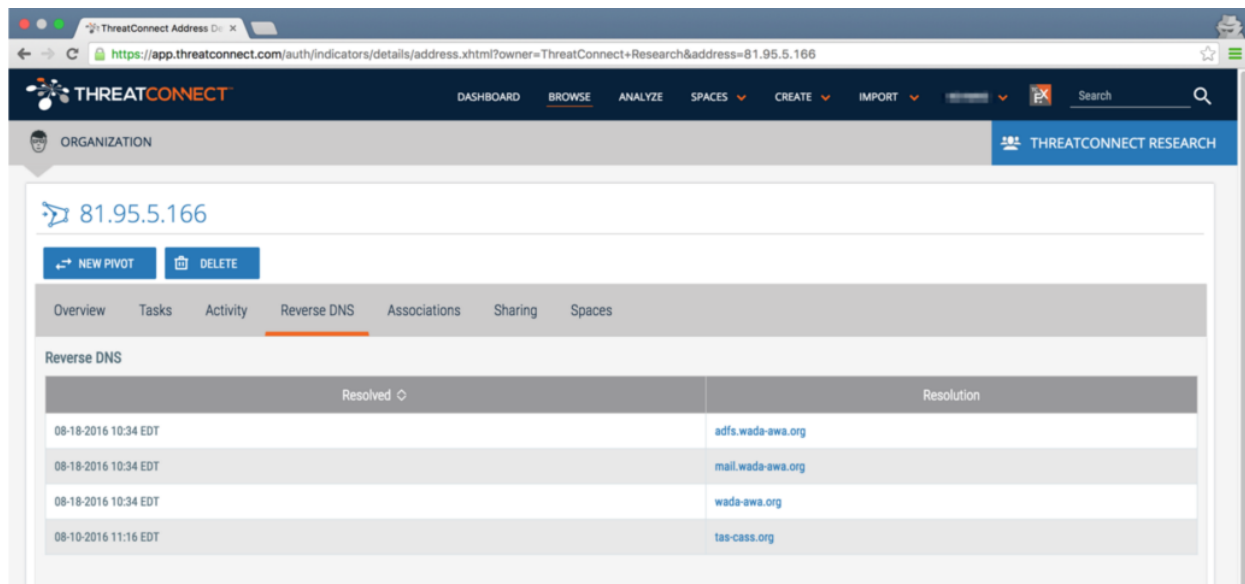 ThreatConnect Address De
https://app.threatconnect.com/auth/indicators/details/address.xhtml?owner=ThreatConnect+Research&address=81.95.5.166
THREATCONNECT
DASHBOARD BROWSE ANALYZE SPACES CREATE IMPORT Search
ORGANIZATION THREATCONNECT RESEARCH
81.95.5.166
NEW PIVOT DELETE
Overview Tasks Activity Reverse DNS Associations Sharing Spaces
Reverse DNS
Resolved Resolution
08-18-2016 10:34 EDT adfs.wada-awa.org
08-18-2016 10:34 EDT mail.wada-awa.org
08-18-2016 10:34 EDT wada-awa.org
08-10-2016 11:16 EDT tas-cass.org